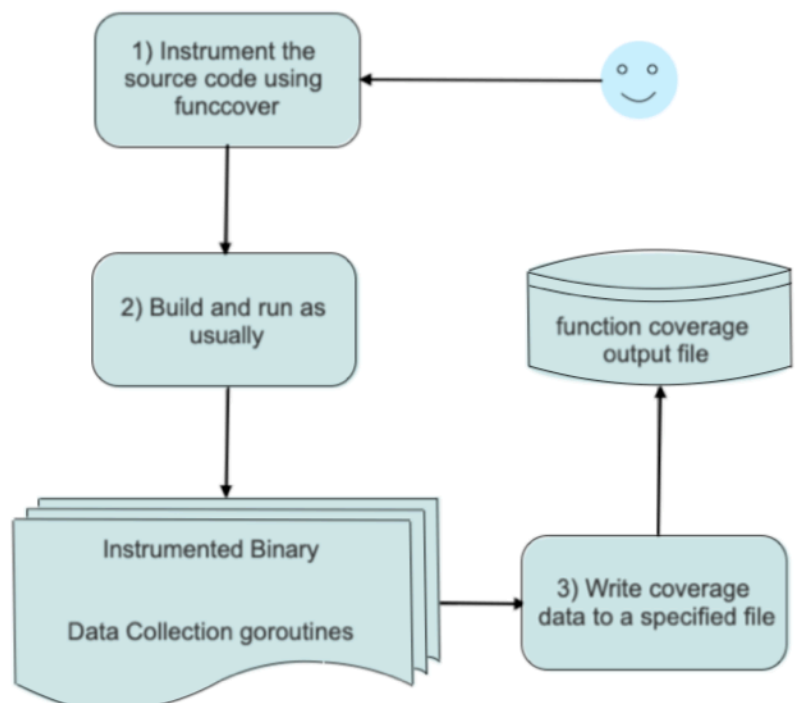 1) Instrument the
source code using
funccover
2) Build and run as
usually
function coverage
output file
Instrumented Binary
Data Collection goroutines
3) Write coverage
data to a specified file